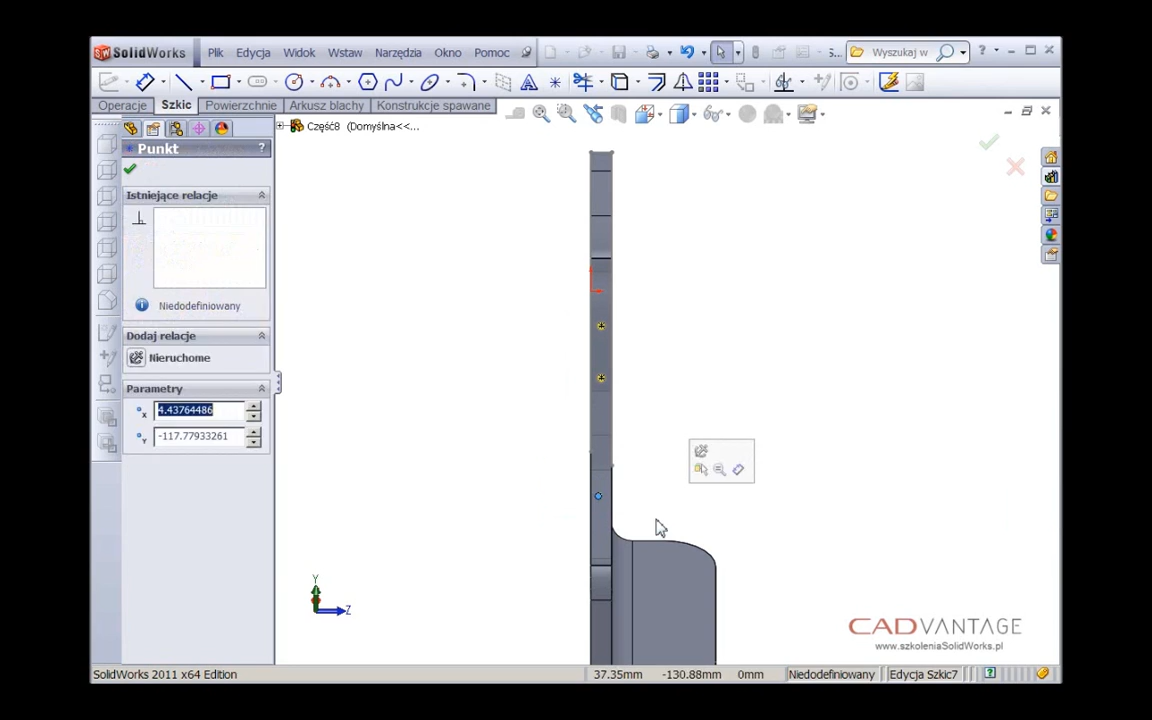 SolidWorks Plik Edycja Widok Wstaw Narzędzia Okno Pomoc S... Wyszukaj w ?
Operacje Szkic Powierzchnie Arkusz blachy Konstrukcje spawane
Część8 (Domyślna<<...
Punkt ?
Istniejące relacje
Niedodefiniowany
Dodaj relacje
Nieruchome
Parametry
x 4.43764486
Y -117.77933261
Y
Z
CADVANTAGE
www.szkoleniaSolidWorks.pl
SolidWorks 2011 x64 Edition 37.35mm -130.88mm 0mm Niedodefiniowany Edycja Szkic7 ?